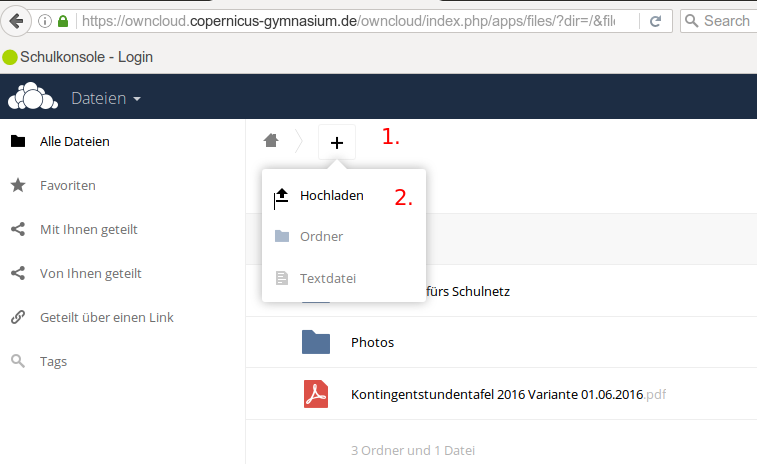 https://owncloud.copernicus-gymnasium.de/owncloud/index.php/apps/files/?dir=/&file
Search
Schulkonsole - Login
Dateien
Alle Dateien
Favoriten
Mit Ihnen geteilt
Von Ihnen geteilt
Geteilt über einen Link
Tags
+ 1.
Hochladen 2.
Ordner
Textdatei
fürs Schulnetz
Photos
Kontingentstundentafel 2016 Variante 01.06.2016.pdf
3 Ordner und 1 Datei